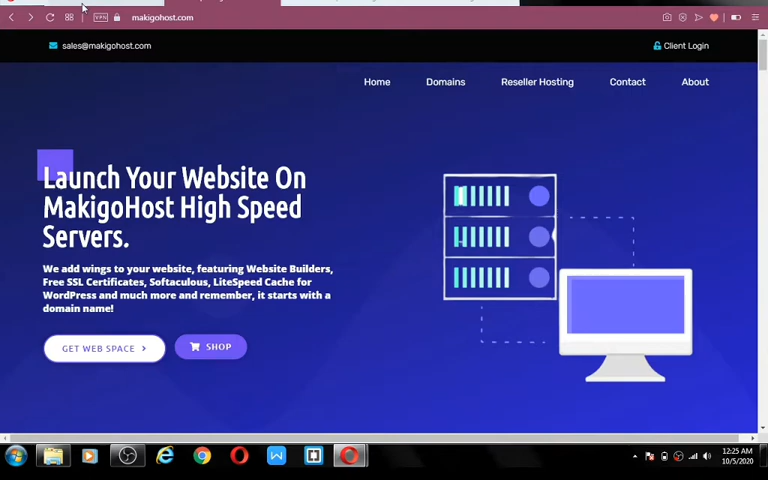 VPN makigohost.com
sales@makigohost.com
Client Login
Home Domains Reseller Hosting Contact About
Launch Your Website On
MakigoHost High Speed
Servers.
We add wings to your website, featuring Website Builders,
Free SSL Certificates, Softaculous, LiteSpeed Cache for
WordPress and much more and remember, it starts with a
domain name!
GET WEB SPACE
SHOP
12:25 AM
10/5/2020